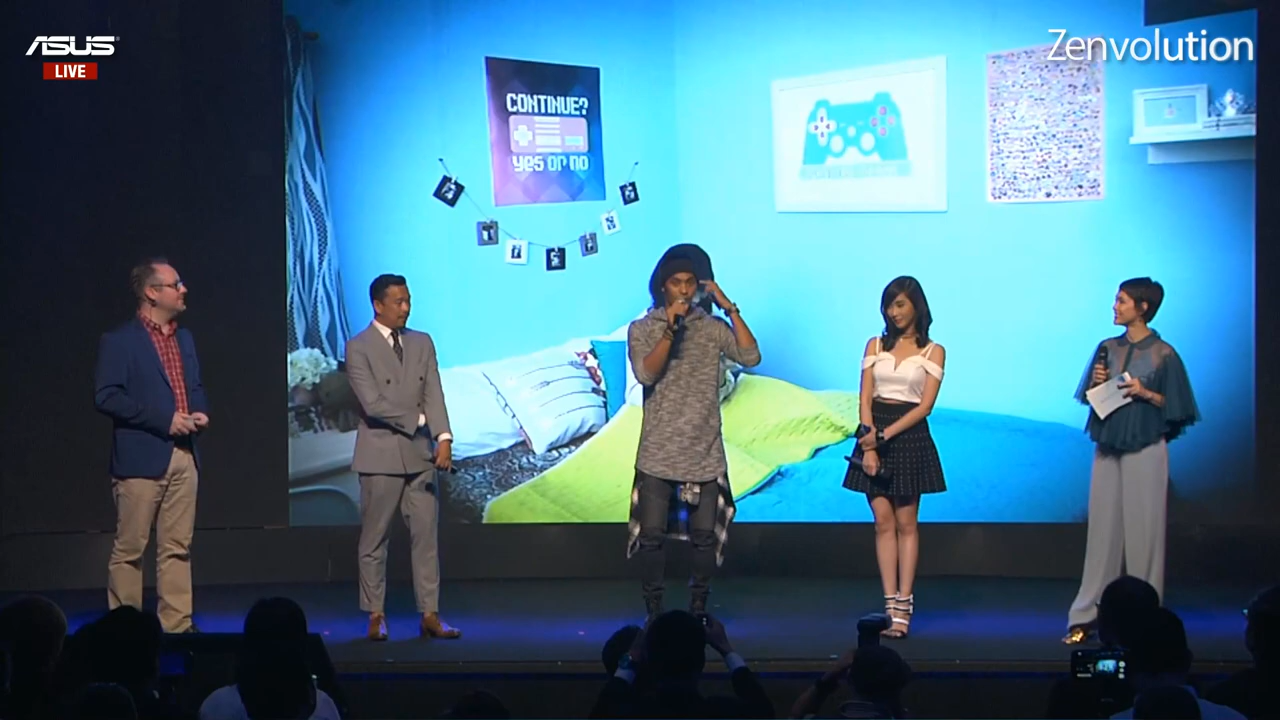 ASUS
LIVE
Zenvolution
CONTINUE?
yes or no